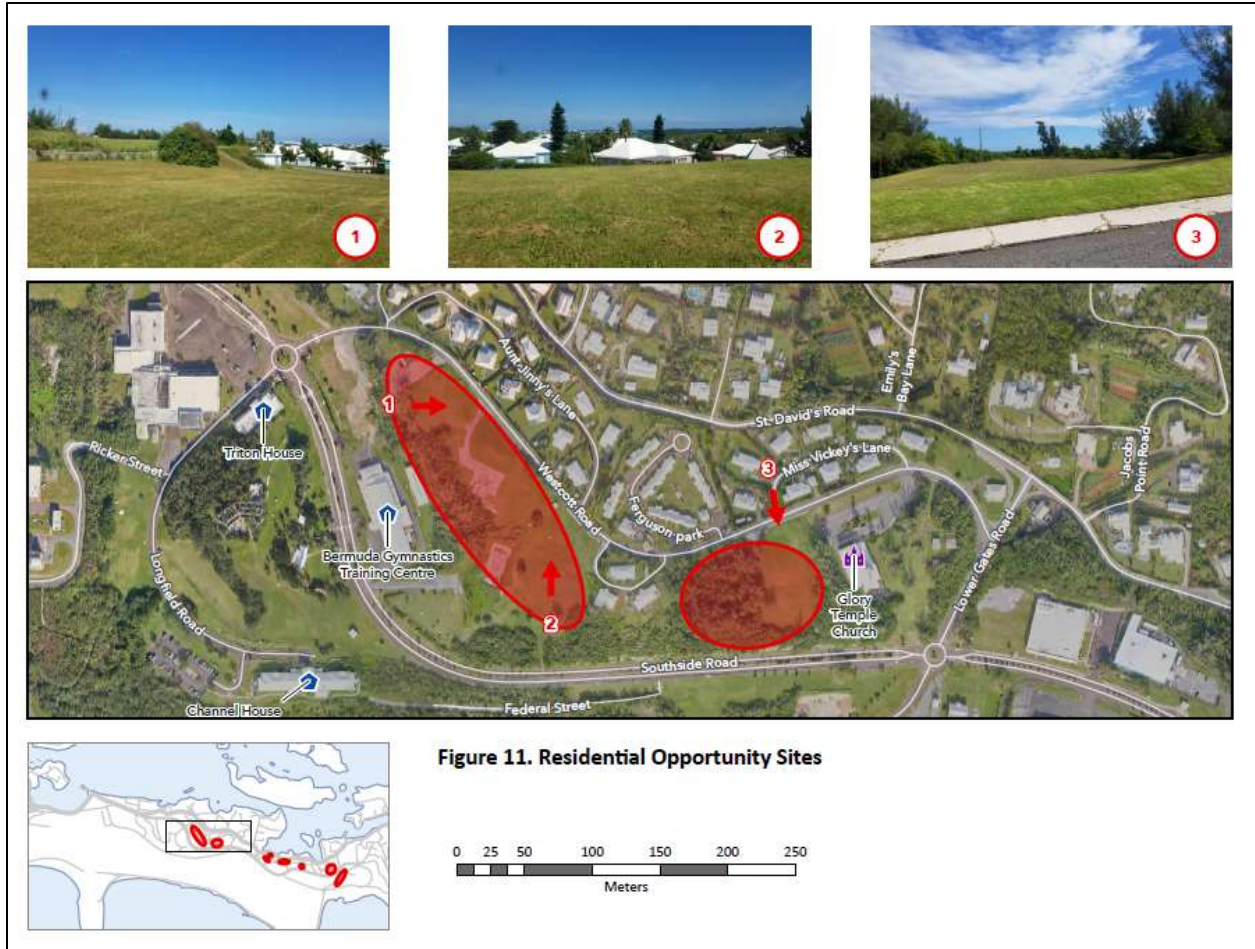 1
2
3
Aunt Jinny's Lane
Emily's
Bay Lane
1
St. David's Road
Ricker Street
Triton House
3
Miss Vickey's Lane
Jacobs
Point Road
Westcott Road
Ferguson park
Bermuda Gymnastics
Training Centre
Longfield Road
Glory
Temple
Church
Lower Gates Road
2
Southside Road
Channel House
Federal Street
Figure 11. Residential Opportunity Sites
0 25 50 100 150 200 250
Meters